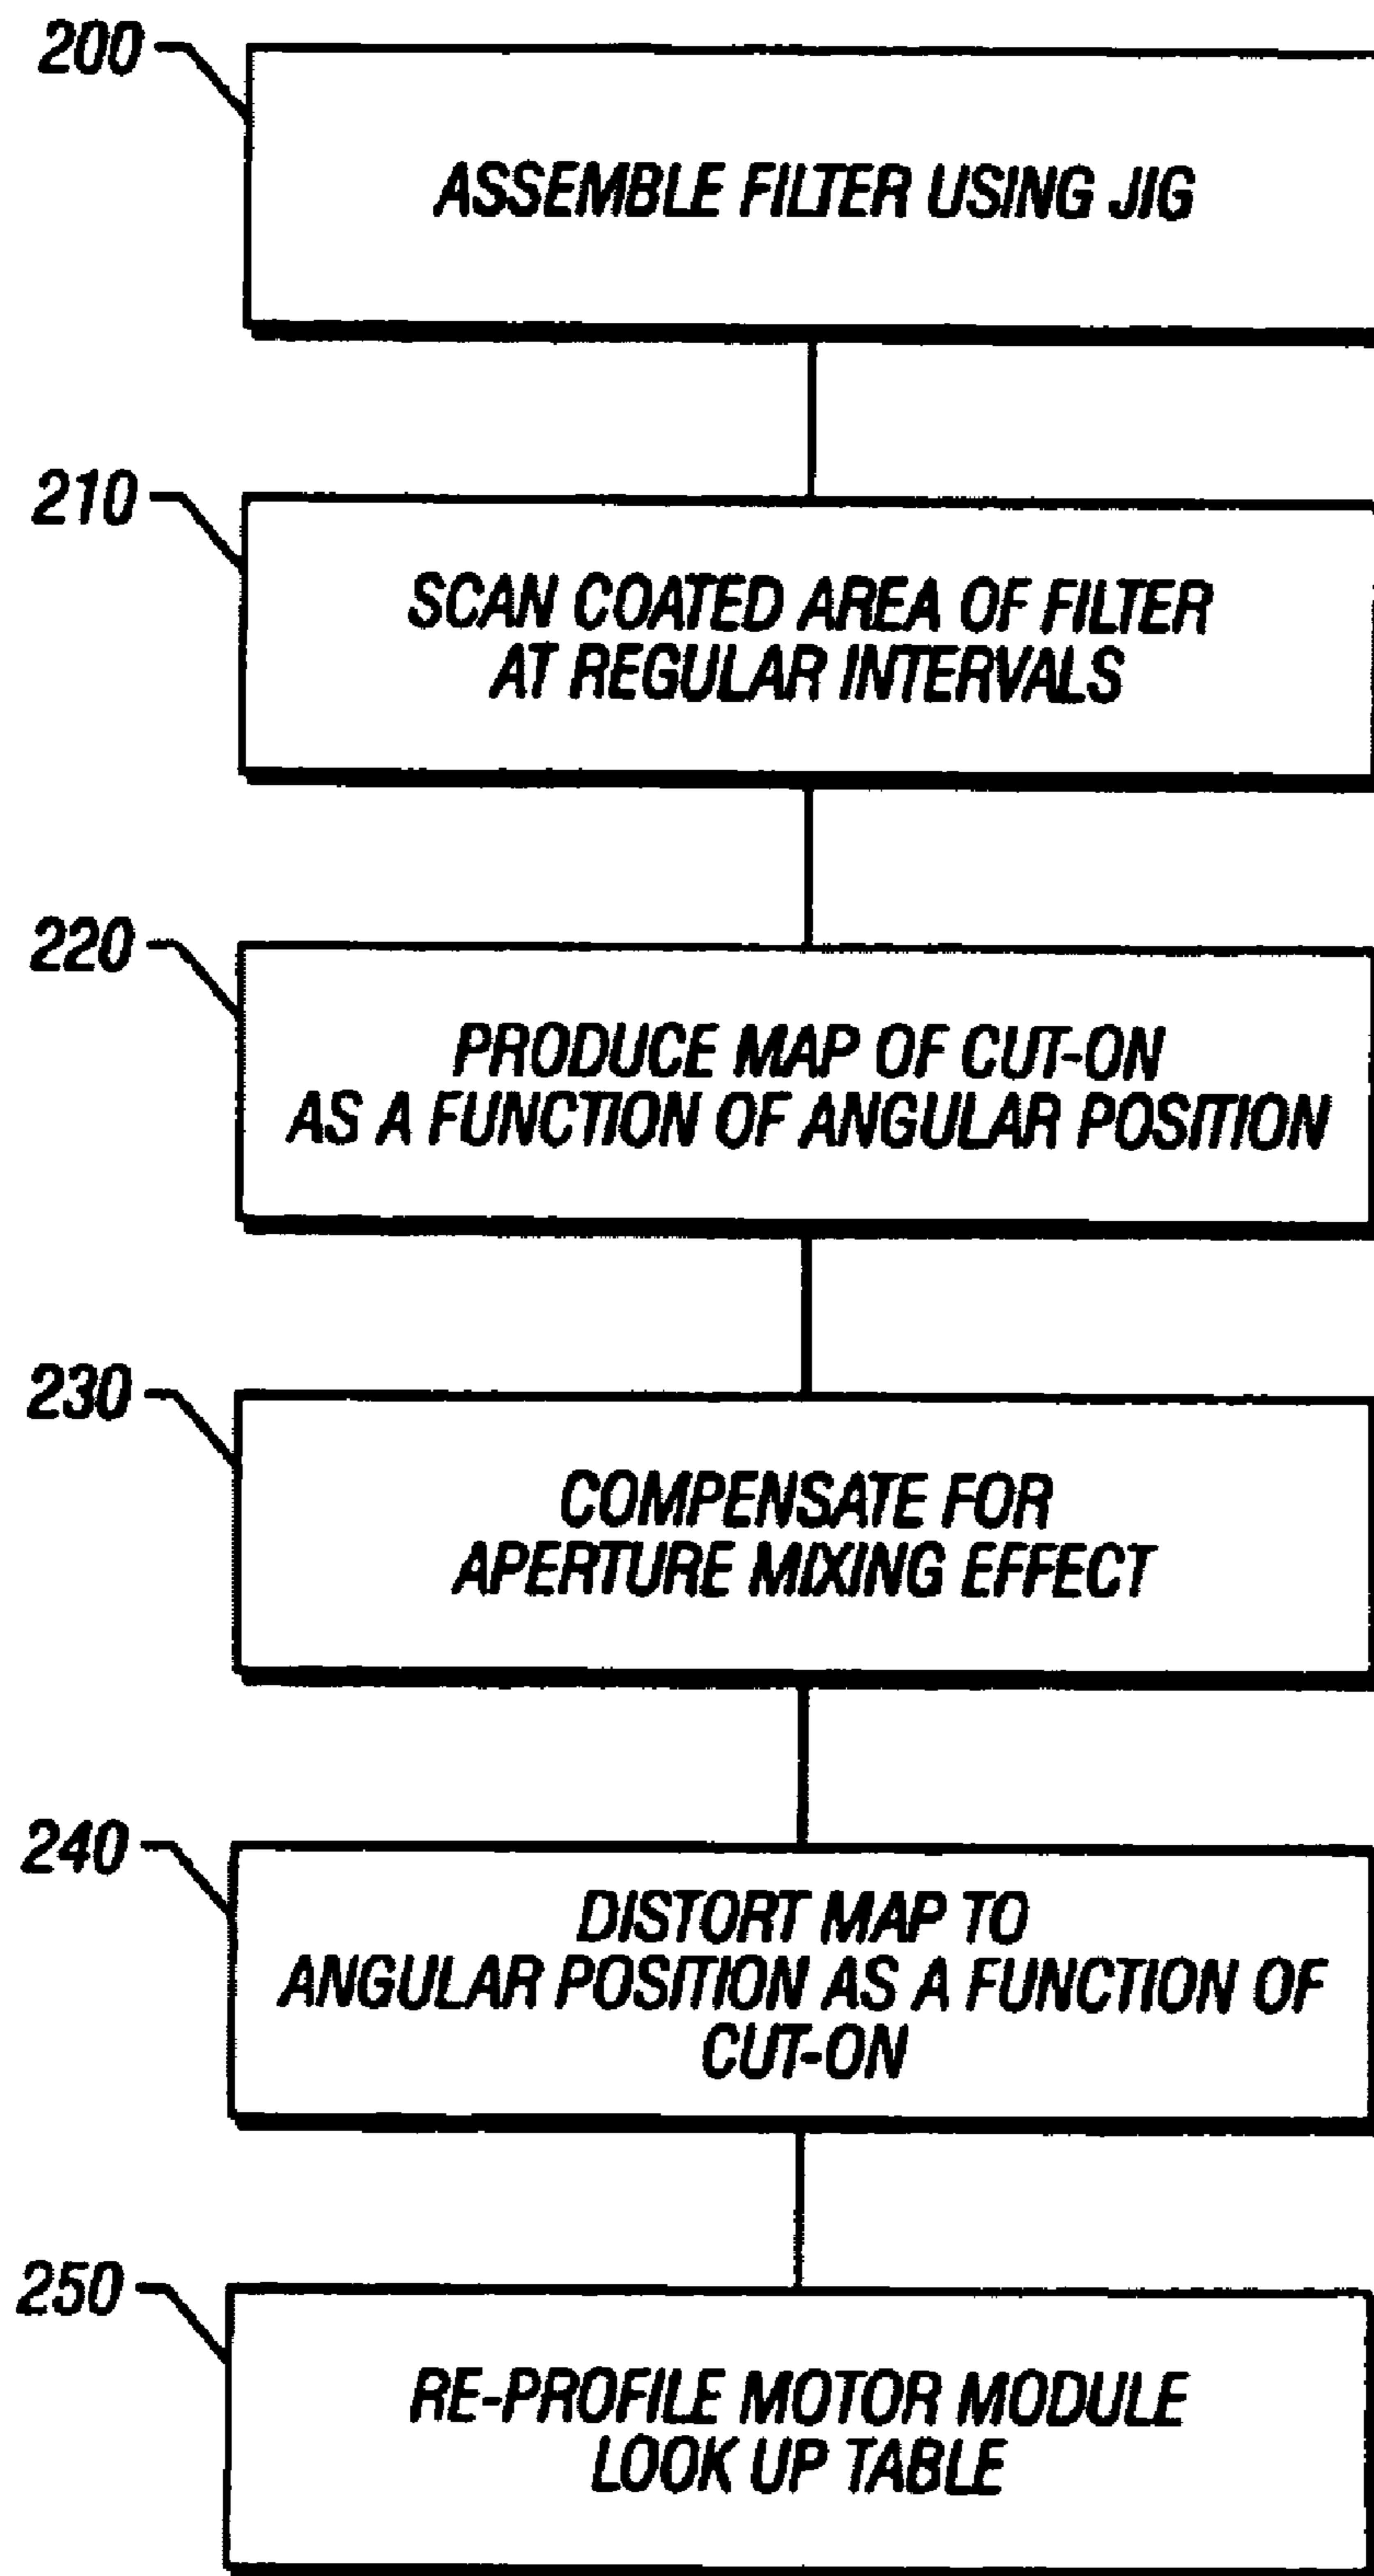 200
ASSEMBLE FILTER USING JIG
210
SCAN COATED AREA OF FILTER
AT REGULAR INTERVALS
220
PRODUCE MAP OF CUT-ON
AS A FUNCTION OF ANGULAR POSITION
230
COMPENSATE FOR
APERTURE MIXING EFFECT
240
DISTORT MAP TO
ANGULAR POSITION AS A FUNCTION OF
CUT-ON
250
RE-PROFILE MOTOR MODULE
LOOK UP TABLE